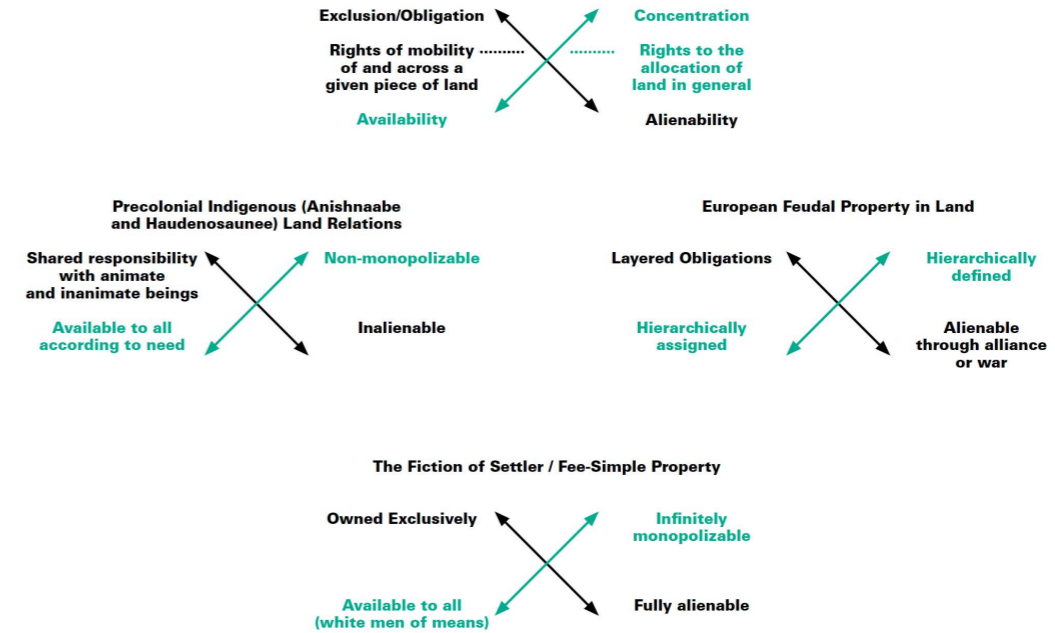 Exclusion/Obligation
Concentration
Rights of mobility
of and across a
given piece of land
Rights to the
allocation of
land in general
Availability
Alienability
Precolonial Indigenous (Anishnaabe
and Haudenosaunee) Land Relations
Shared responsibility
with animate
and inanimate beings
Non-monopolizable
Available to all
according to need
Inalienable
European Feudal Property in Land
Layered Obligations
Hierarchically
defined
Hierarchically
assigned
Alienable
through alliance
or war
The Fiction of Settler / Fee-Simple Property
Owned Exclusively
Infinitely
monopolizable
Available to all
(white men of means)
Fully alienable